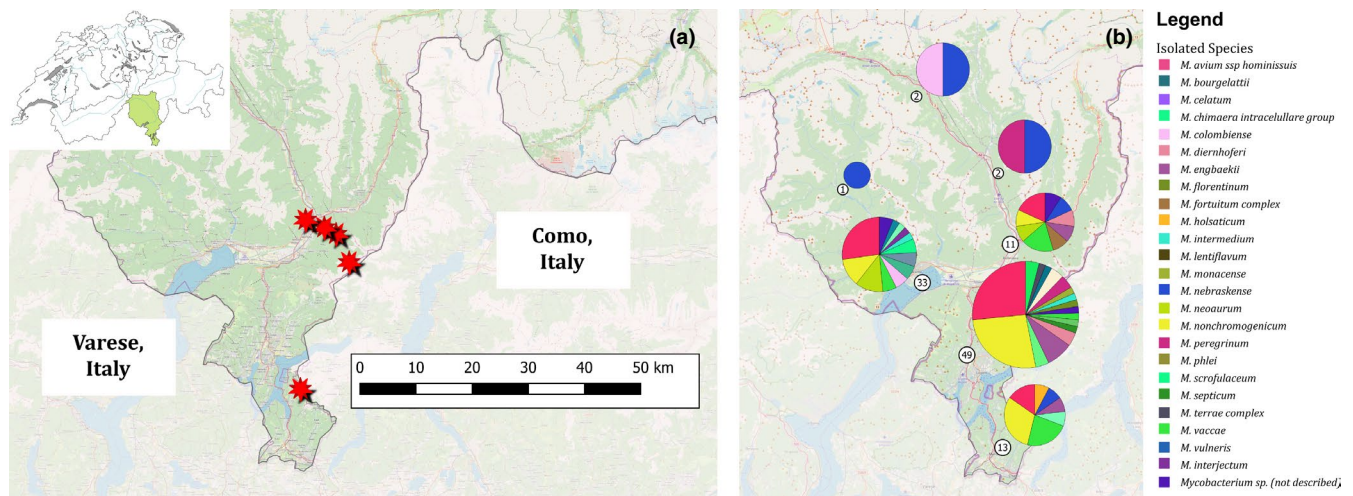 (a)
Como,
Italy
Varese,
Italy
0 10 20 30 40 50 km
(b)
2
2
1
11
33
49
13
Legend
Isolated Species
M. avium ssp hominissuis
M. bourgelattii
M. celatum
M. chimaera intracelullare group
M. colombiense
M. diernhoferi
M. engbaekii
M. florentinum
M. fortuitum complex
M. holsaticum
M. intermedium
M. lentiflavum
M. monacense
M. nebraskense
M. neoaurum
M. nonchromogenicum
M. peregrinum
M. phlei
M. scrofulaceum
M. septicum
M. terrae complex
M. vaccae
M. vulneris
M. interjectum
Mycobacterium sp. (not described)